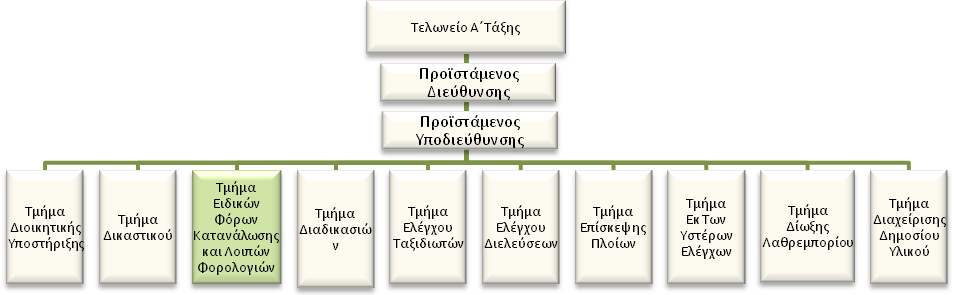 Τελωνείο Α΄Τάξης
Προϊστάμενος
Διεύθυνσης
Προϊστάμενος
Υποδιεύθυνσης
Τμήμα
Διοικητικής
Υποστήριξης
Τμήμα
Δικαστικού
Τμήμα
Ειδικών
Φόρων
Κατανάλωσης
και Λοιπών
Φορολογιών
Τμήμα
Διαδικασιώ
ν
Τμήμα
Ελέγχου
Ταξιδιωτών
Τμήμα
Ελέγχου
Διελεύσεων
Τμήμα
Επίσκεψης
Πλοίων
Τμήμα
Εκ Των
Υστέρων
Ελέγχων
Τμήμα
Δίωξης
Λαθρεμπορίου
Τμήμα
Διαχείρισης
Δημοσίου
Υλικού